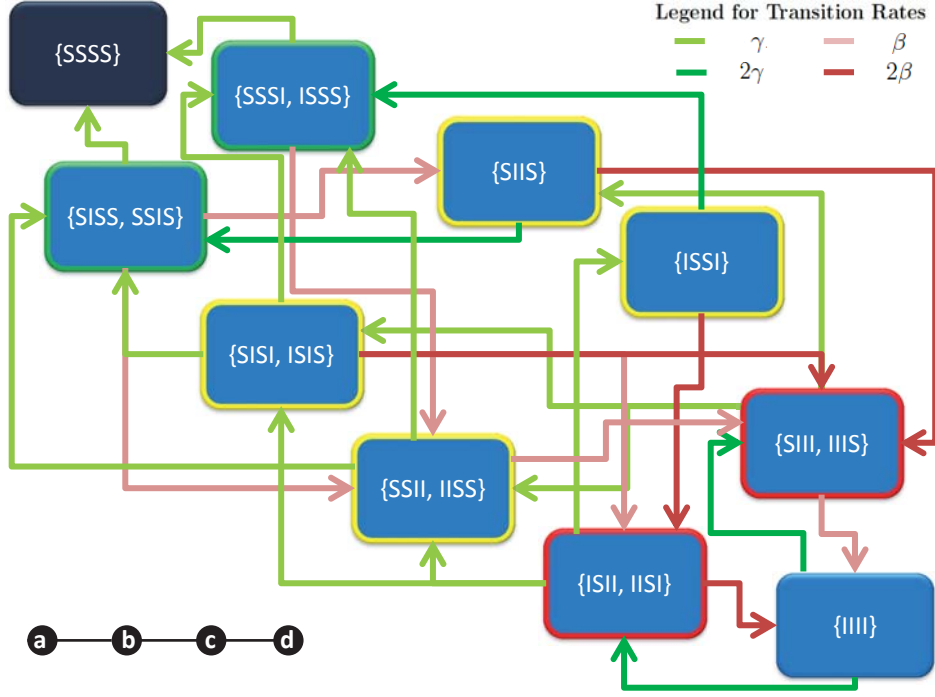 Legend for Transition Rates
γ β
2γ 2β
{SSSS}
{SSSI, ISSS}
{SIIS}
{SISS, SSIS}
{ISSI}
{SISI, ISIS}
{SIII, IIIS}
{SSII, IISS}
{ISII, IISI}
{IIII}
a b c d